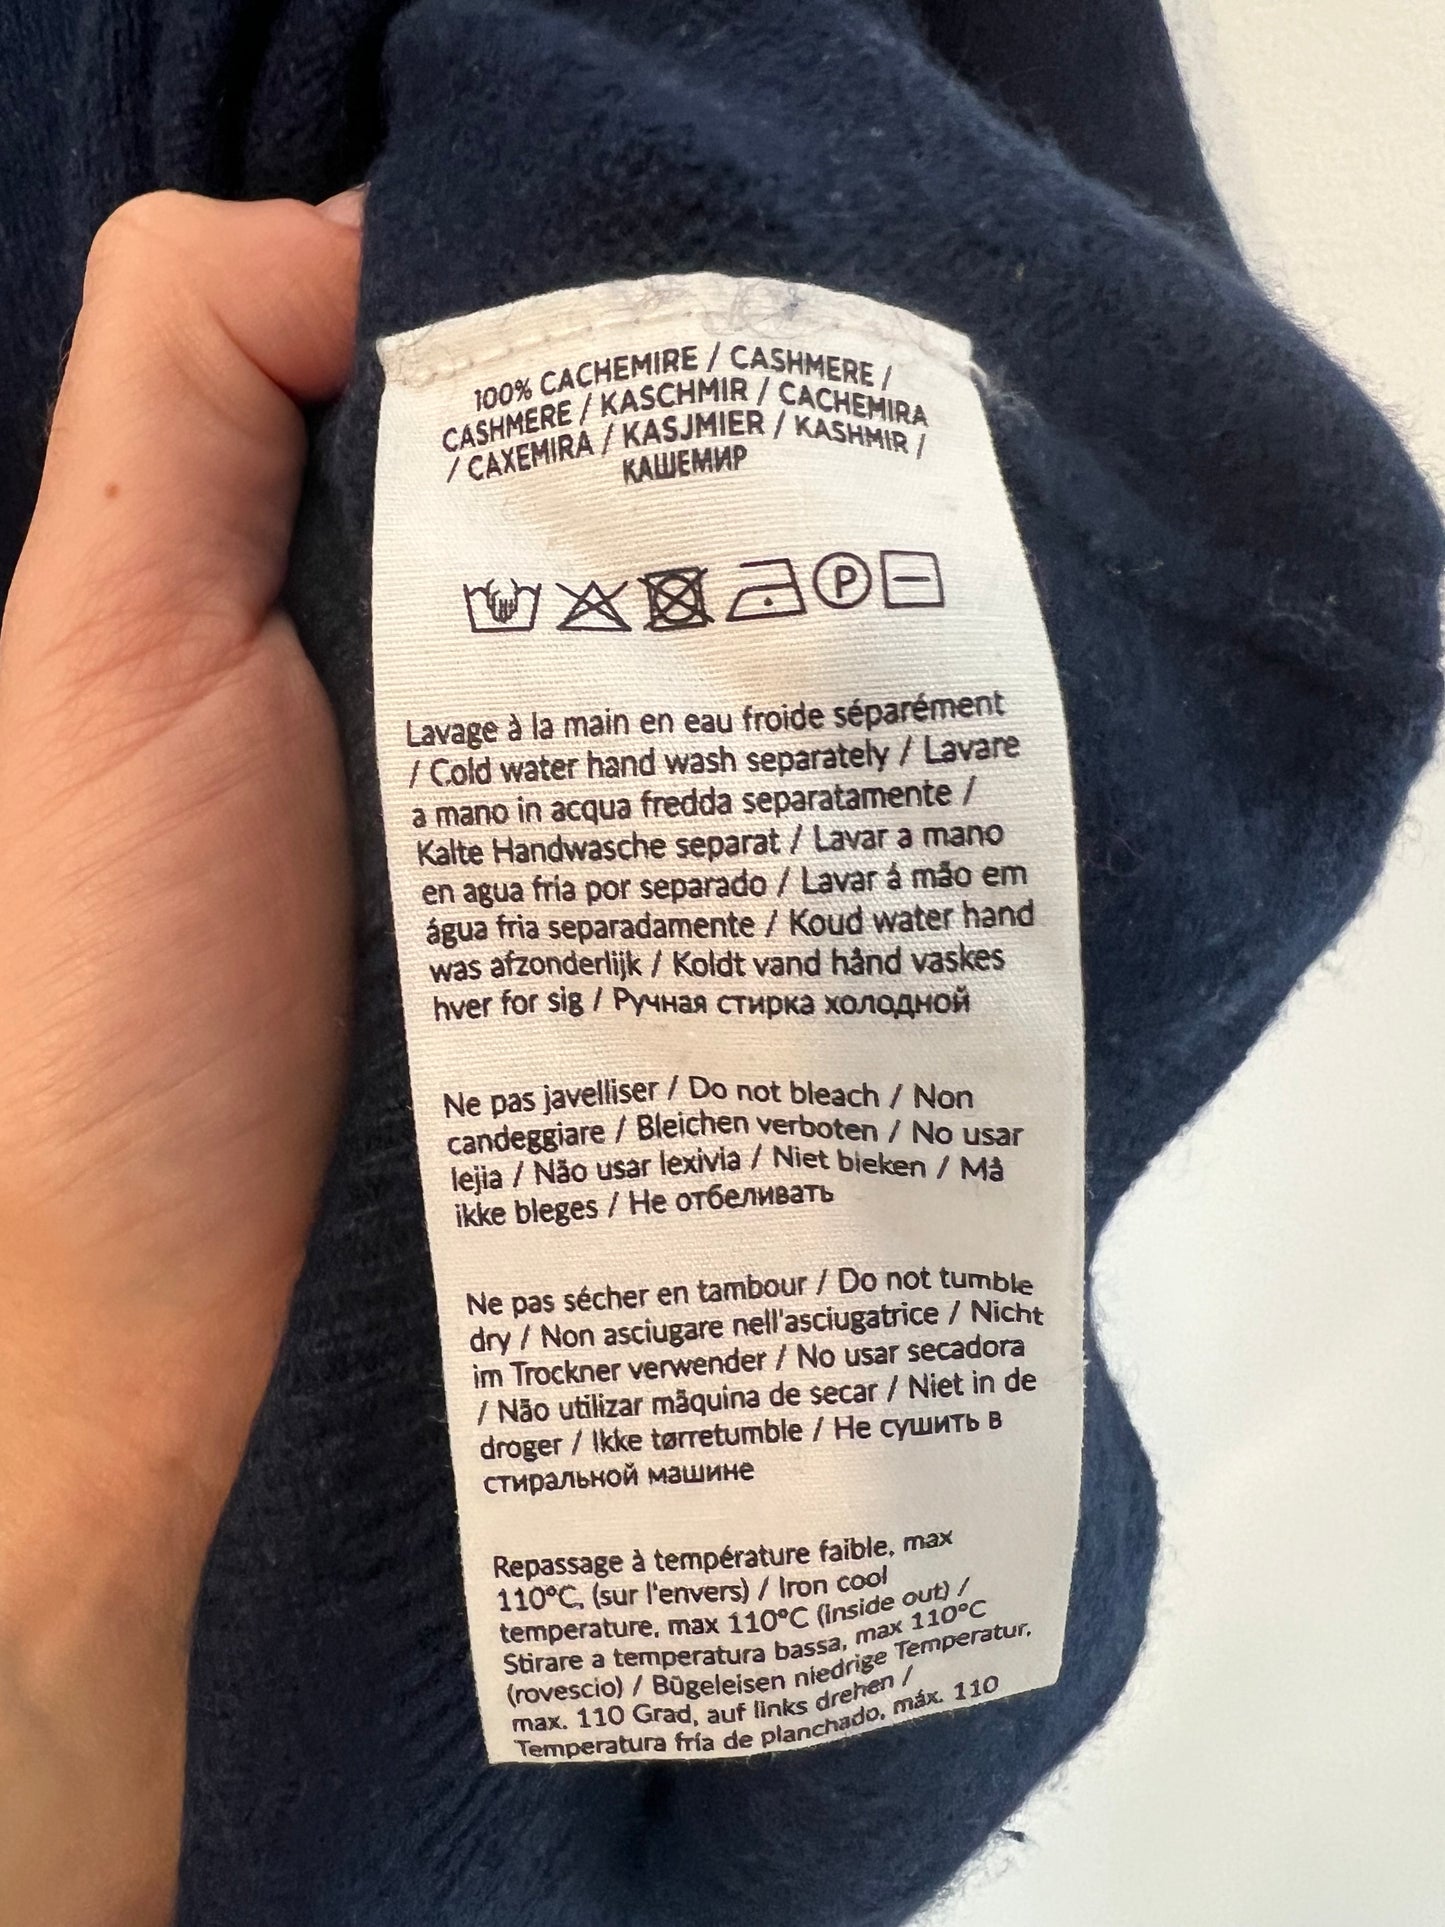 100% CACHEMIRE / CASHMERE /
CASHMERE / KASCHMIR / CACHEMIRA
/ CAXEMIRA / KASJMIER / KASHMIR /
КАШЕМИР
P
Lavage à la main en eau froide séparément
/ Cold water hand wash separately / Lavare
a mano in acqua fredda separatamente /
Kalte Handwasche separat / Lavar a mano
en agua fría por separado / Lavar á mão em
água fria separadamente / Koud water hand
was afzonderlijk / Koldt vand hånd vaskes
hver for sig / Ручная стирка холодной
Ne pas javelliser / Do not bleach / Non
candeggiare / Bleichen verboten / No usar
lejia / Não usar lexivia / Niet bleken / Må
ikke bleges / Не отбеливать
Ne pas sécher en tambour / Do not tumble
dry / Non asciugare nell'asciugatrice / Nicht
im Trockner verwender / No usar secadora
/ Não utilizar mãquina de secar / Niet in de
droger / Ikke tørretumble / Не сушить в
стиральной машине
Repassage à température faible, max
110°C, (sur l'envers) / Iron cool
temperature, max 110°C (inside out) /
Stirare a temperatura bassa, max 110°C
(rovescio) / Bügeleisen niedrige Temperatur,
max. 110 Grad, auf links drehen /
Temperatura fría de planchado, máx. 110